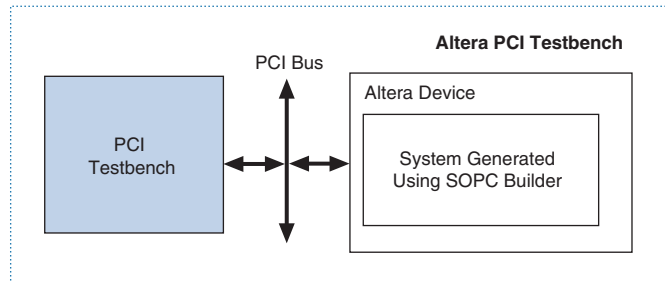 Altera PCI Testbench
PCI Bus
Altera Device
PCI
Testbench
System Generated
Using SOPC Builder